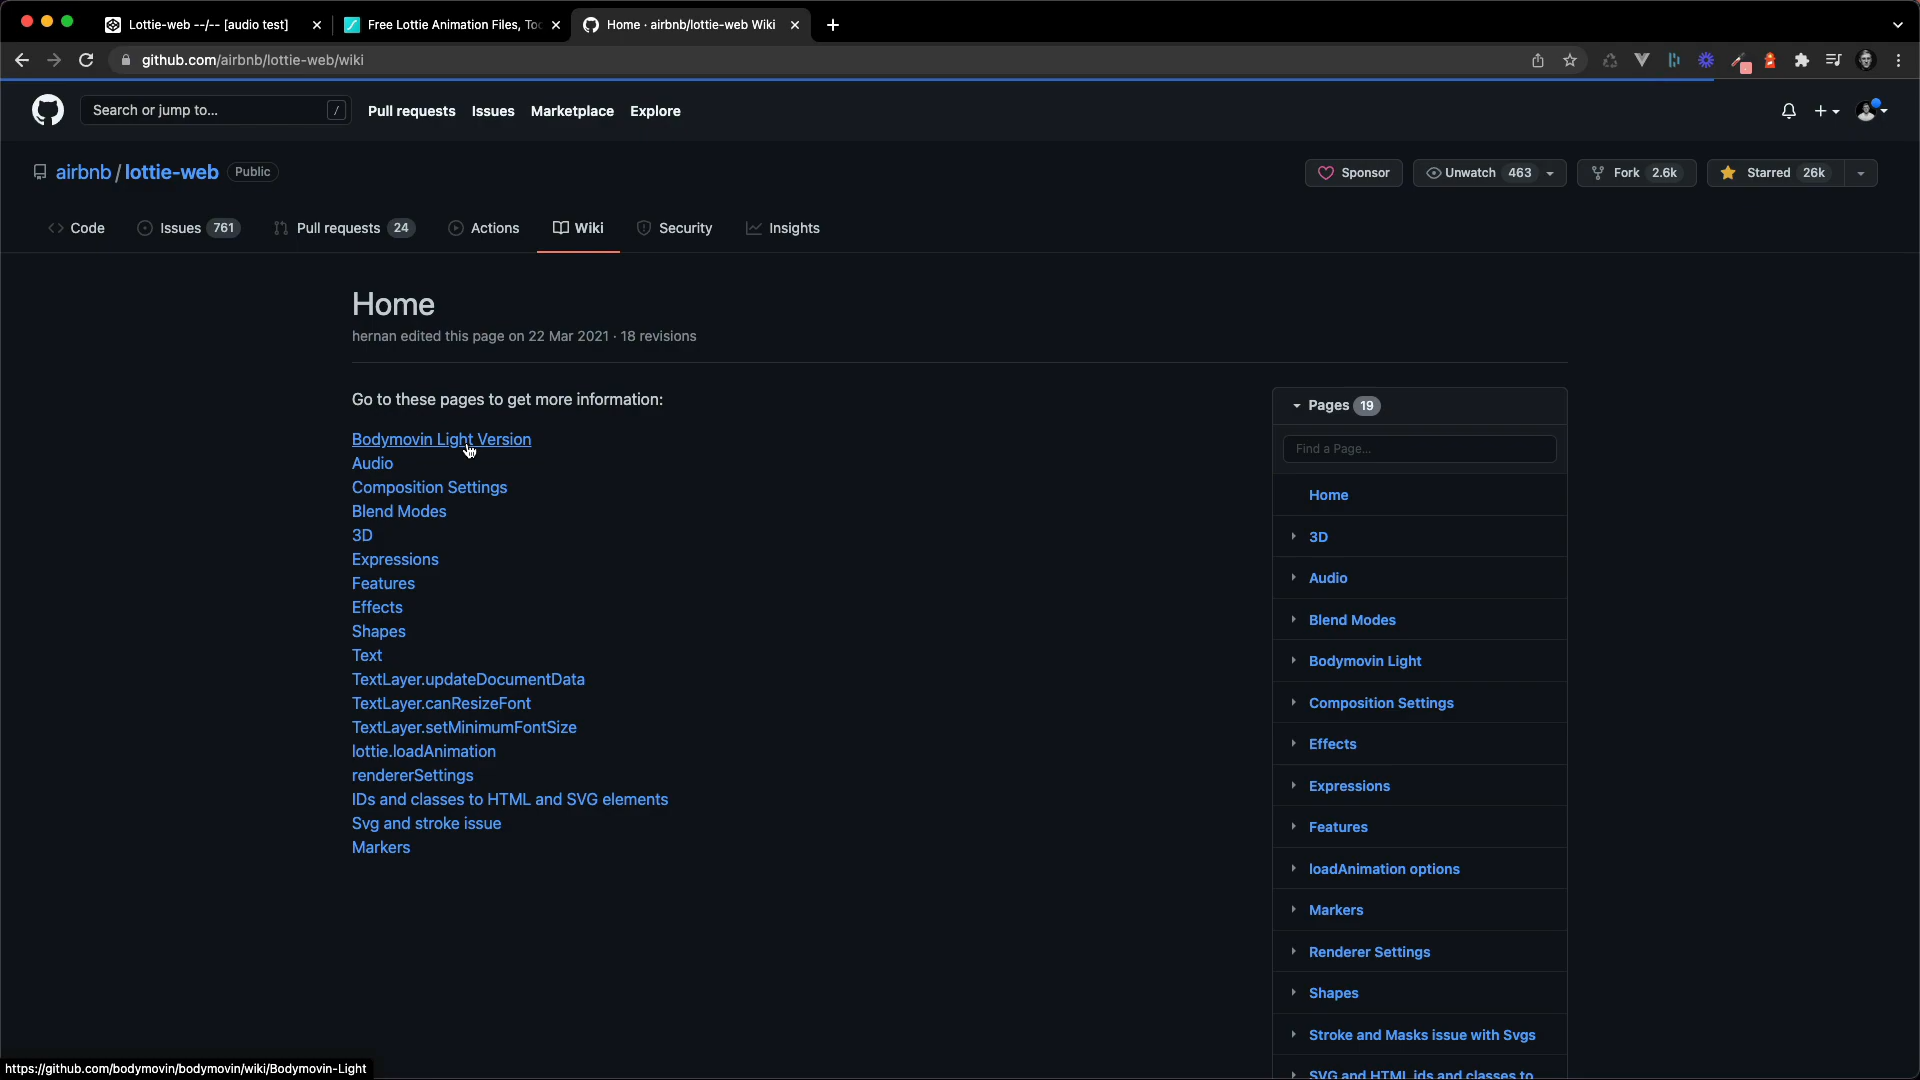 Lottie-web --/-- [audio test]
Free Lottie Animation Files, Too
Home · airbnb/lottie-web Wiki
github.com/airbnb/lottie-web/wiki
Search or jump to...
/
Pull requests
Issues
Marketplace
Explore
airbnb / lottie-web
Public
Sponsor
Unwatch 463
Fork 2.6k
Starred 26k
Code
Issues 761
Pull requests 24
Actions
Wiki
Security
Insights
Home
hernan edited this page on 22 Mar 2021 · 18 revisions
Go to these pages to get more information:
Bodymovin Light Version
Audio
Composition Settings
Blend Modes
3D
Expressions
Features
Effects
Shapes
Text
TextLayer.updateDocumentData
TextLayer.canResizeFont
TextLayer.setMinimumFontSize
lottie.loadAnimation
rendererSettings
IDs and classes to HTML and SVG elements
Svg and stroke issue
Markers
Pages 19
Find a Page...
Home
3D
Audio
Blend Modes
Bodymovin Light
Composition Settings
Effects
Expressions
Features
loadAnimation options
Markers
Renderer Settings
Shapes
Stroke and Masks issue with Svgs
SVG and HTML ids and classes to
https://github.com/bodymovin/bodymovin/wiki/Bodymovin-Light